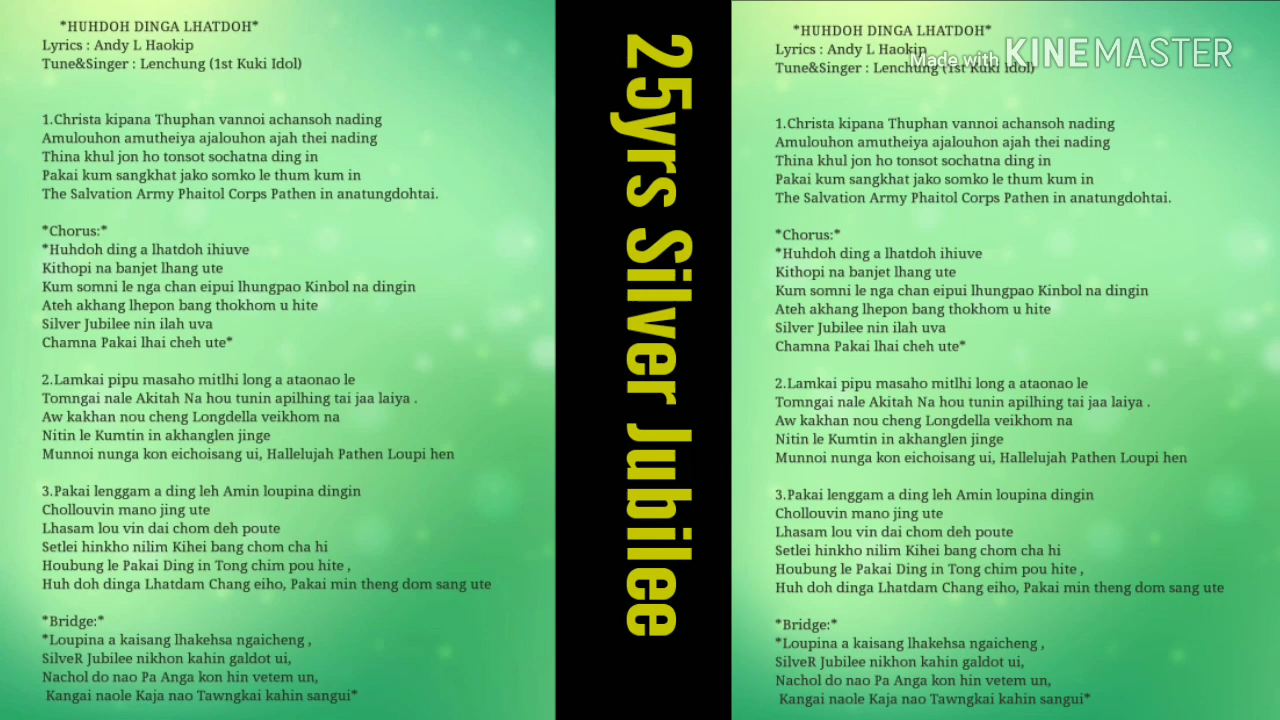 *HUHDOH DINGA LHATDOH*
Lyrics : Andy L Haokip
Tune&Singer : Lenchung (1st Kuki Idol)
1.Christa kipana Thuphan vannoi achansoh nading
Amulouhon amutheiya ajalouhon ajah thei nading
Thina khul jon ho tonsot sochatna ding in
Pakai kum sangkhat jako somko le thum kum in
The Salvation Army Phaitol Corps Pathen in anatungdohtai.
*Chorus:*
*Huhdoh ding a lhatdoh ihiuve
Kithopi na banjet lhang ute
Kum somni le nga chan eipui lhungpao Kinbol na dingin
Ateh akhang lhepon bang thokhom u hite
Silver Jubilee nin ilah uva
Chamna Pakai lhai cheh ute*
2.Lamkai pipu masaho mitlhi long a ataonao le
Tomngai nale Akitah Na hou tunin apilhing tai jaa laiya .
Aw kakhan nou cheng Longdella veikhom na
Nitin le Kumtin in akhanglen jinge
Munnoi nunga kon eichoisang ui, Hallelujah Pathen Loupi hen
3.Pakai lenggam a ding leh Amin loupina dingin
Chollouvin mano jing ute
Lhasam lou vin dai chom deh poute
Setlei hinkho nilim Kihei bang chom cha hi
Houbung le Pakai Ding in Tong chim pou hite ,
Huh doh dinga Lhatdam Chang eiho, Pakai min theng dom sang ute
*Bridge:*
*Loupina a kaisang lhakehsa ngaicheng ,
SilveR Jubilee nikhon kahin galdot ui,
Nachol do nao Pa Anga kon hin vetem un,
Kangai naole Kaja nao Tawngkai kahin sangui*
25yrs Silver Jubilee
*HUHDOH DINGA LHATDOH*
Lyrics : Andy L Haokip
Made with KINEMASTER
Tune&Singer : Lenchung (1st Kuki Idol)
1.Christa kipana Thuphan vannoi achansoh nading
Amulouhon amutheiya ajalouhon ajah thei nading
Thina khul jon ho tonsot sochatna ding in
Pakai kum sangkhat jako somko le thum kum in
The Salvation Army Phaitol Corps Pathen in anatungdohtai.
*Chorus:*
*Huhdoh ding a lhatdoh ihiuve
Kithopi na banjet lhang ute
Kum somni le nga chan eipui lhungpao Kinbol na dingin
Ateh akhang lhepon bang thokhom u hite
Silver Jubilee nin ilah uva
Chamna Pakai lhai cheh ute*
2.Lamkai pipu masaho mitlhi long a ataonao le
Tomngai nale Akitah Na hou tunin apilhing tai jaa laiya .
Aw kakhan nou cheng Longdella veikhom na
Nitin le Kumtin in akhanglen jinge
Munnoi nunga kon eichoisang ui, Hallelujah Pathen Loupi hen
3.Pakai lenggam a ding leh Amin loupina dingin
Chollouvin mano jing ute
Lhasam lou vin dai chom deh poute
Setlei hinkho nilim Kihei bang chom cha hi
Houbung le Pakai Ding in Tong chim pou hite ,
Huh doh dinga Lhatdam Chang eiho, Pakai min theng dom sang ute
*Bridge:*
*Loupina a kaisang lhakehsa ngaicheng ,
SilveR Jubilee nikhon kahin galdot ui,
Nachol do nao Pa Anga kon hin vetem un,
Kangai naole Kaja nao Tawngkai kahin sangui*